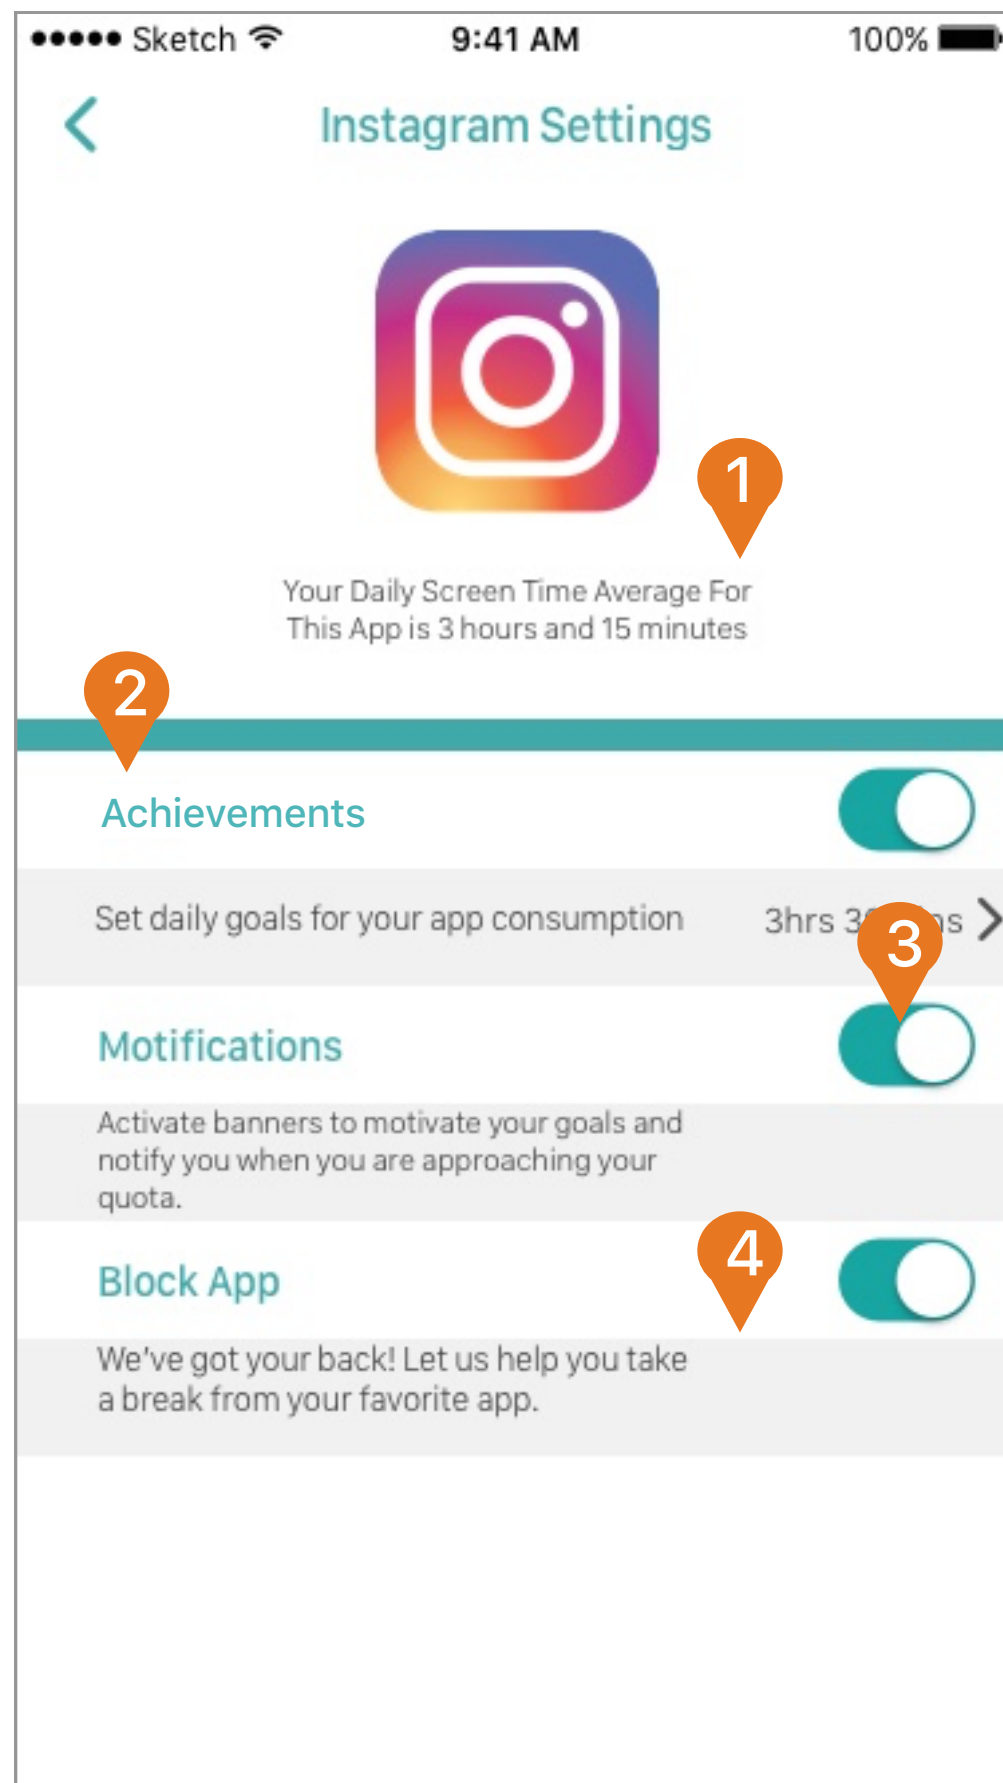 Sketch 9:41 AM 100%
Instagram Settings
1
Your Daily Screen Time Average For
This App is 3 hours and 15 minutes
2
Achievements
Set daily goals for your app consumption 3hrs
3
Motifications
Activate banners to motivate your goals and
notify you when you are approaching your
quota.
4
Block App
We've got your back! Let us help you take
a break from your favorite app.